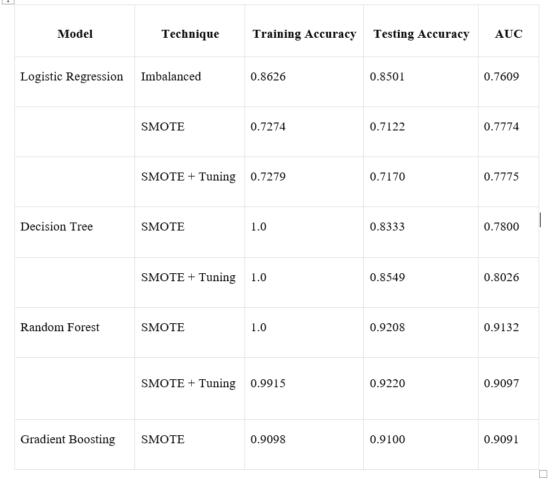 Model Technique Training Accuracy Testing Accuracy AUC
Logistic Regression Imbalanced 0.8626 0.8501 0.7609
SMOTE 0.7274 0.7122 0.7774
SMOTE + Tuning 0.7279 0.7170 0.7775
Decision Tree SMOTE 1.0 0.8333 0.7800
SMOTE + Tuning 1.0 0.8549 0.8026
Random Forest SMOTE 1.0 0.9208 0.9132
SMOTE + Tuning 0.9915 0.9220 0.9097
Gradient Boosting SMOTE 0.9098 0.9100 0.9091